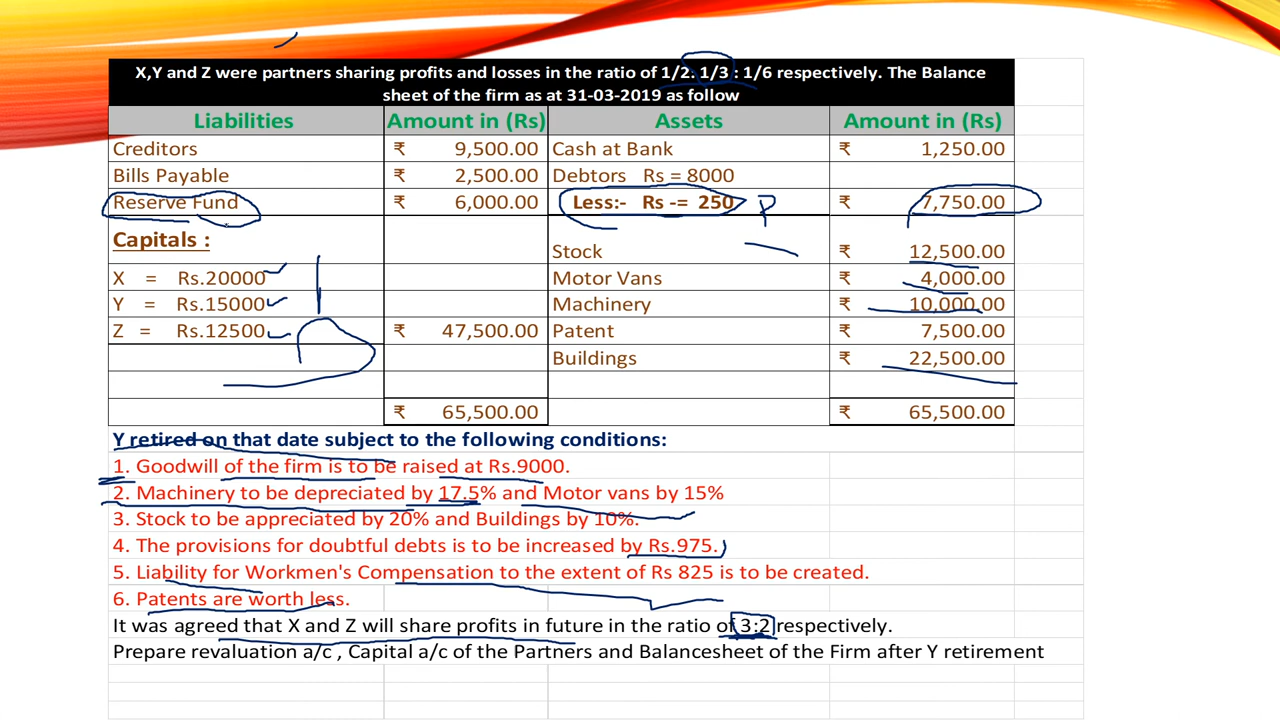 X,Y and Z were partners sharing profits and losses in the ratio of 1/2: 1/3 : 1/6 respectively. The Balance
sheet of the firm as at 31-03-2019 as follow
Liabilities Amount in (Rs) Assets Amount in (Rs)
Creditors ₹ 9,500.00 Cash at Bank ₹ 1,250.00
Bills Payable ₹ 2,500.00 Debtors Rs = 8000
Reserve Fund ₹ 6,000.00 Less:- Rs -= 250 ₹ 7,750.00
P
Capitals :
Stock ₹ 12,500.00
X = Rs.20000 Motor Vans ₹ 4,000.00
Y = Rs.15000 Machinery ₹ 10,000.00
Z = Rs.12500 ₹ 47,500.00 Patent ₹ 7,500.00
Buildings ₹ 22,500.00
₹ 65,500.00 ₹ 65,500.00
Y retired on that date subject to the following conditions:
1. Goodwill of the firm is to be raised at Rs.9000.
2. Machinery to be depreciated by 17.5% and Motor vans by 15%
3. Stock to be appreciated by 20% and Buildings by 10%.
4. The provisions for doubtful debts is to be increased by Rs.975.
5. Liability for Workmen's Compensation to the extent of Rs 825 is to be created.
6. Patents are worth less.
It was agreed that X and Z will share profits in future in the ratio of 3:2 respectively.
Prepare revaluation a/c , Capital a/c of the Partners and Balancesheet of the Firm after Y retirement